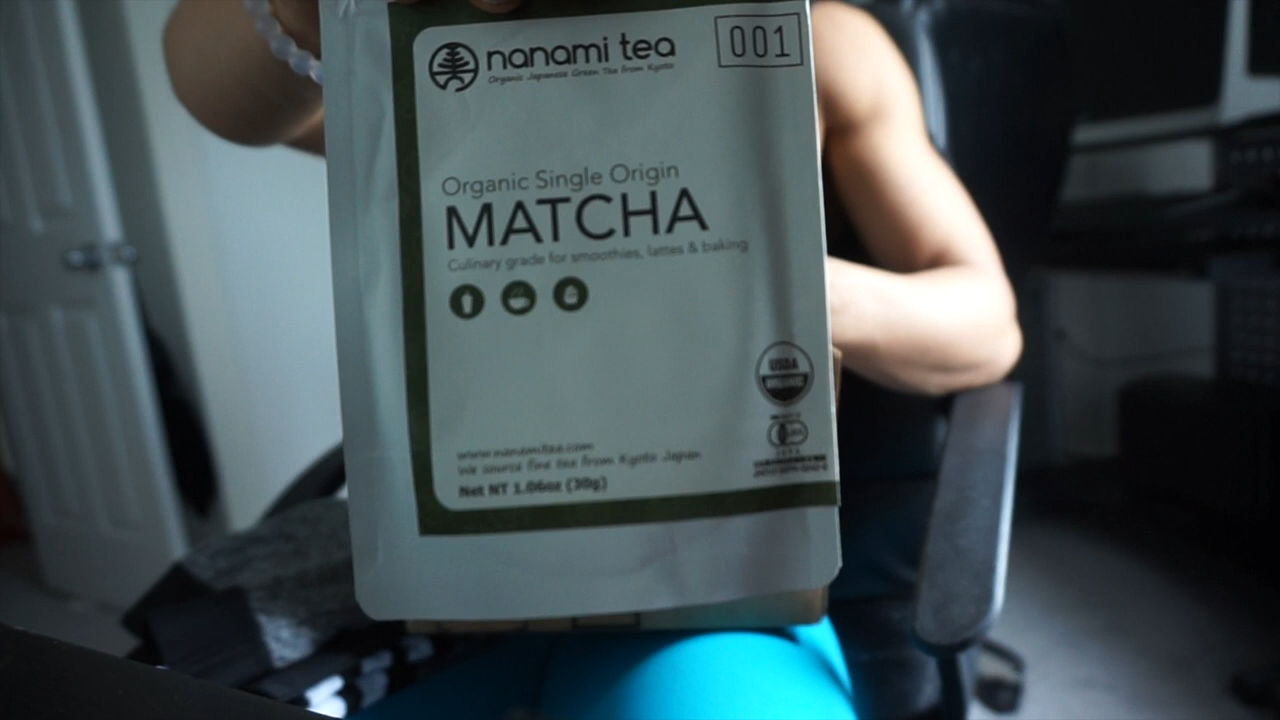 nanami tea
Organic Japanese Green Tea from Kyoto
001
Organic Single Origin
MATCHA
Culinary grade for smoothies, lattes & baking
USDA
ORGANIC
www.nanamitea.com
We source fine tea from Kyoto Japan
Net NT 1.06oz (30g)